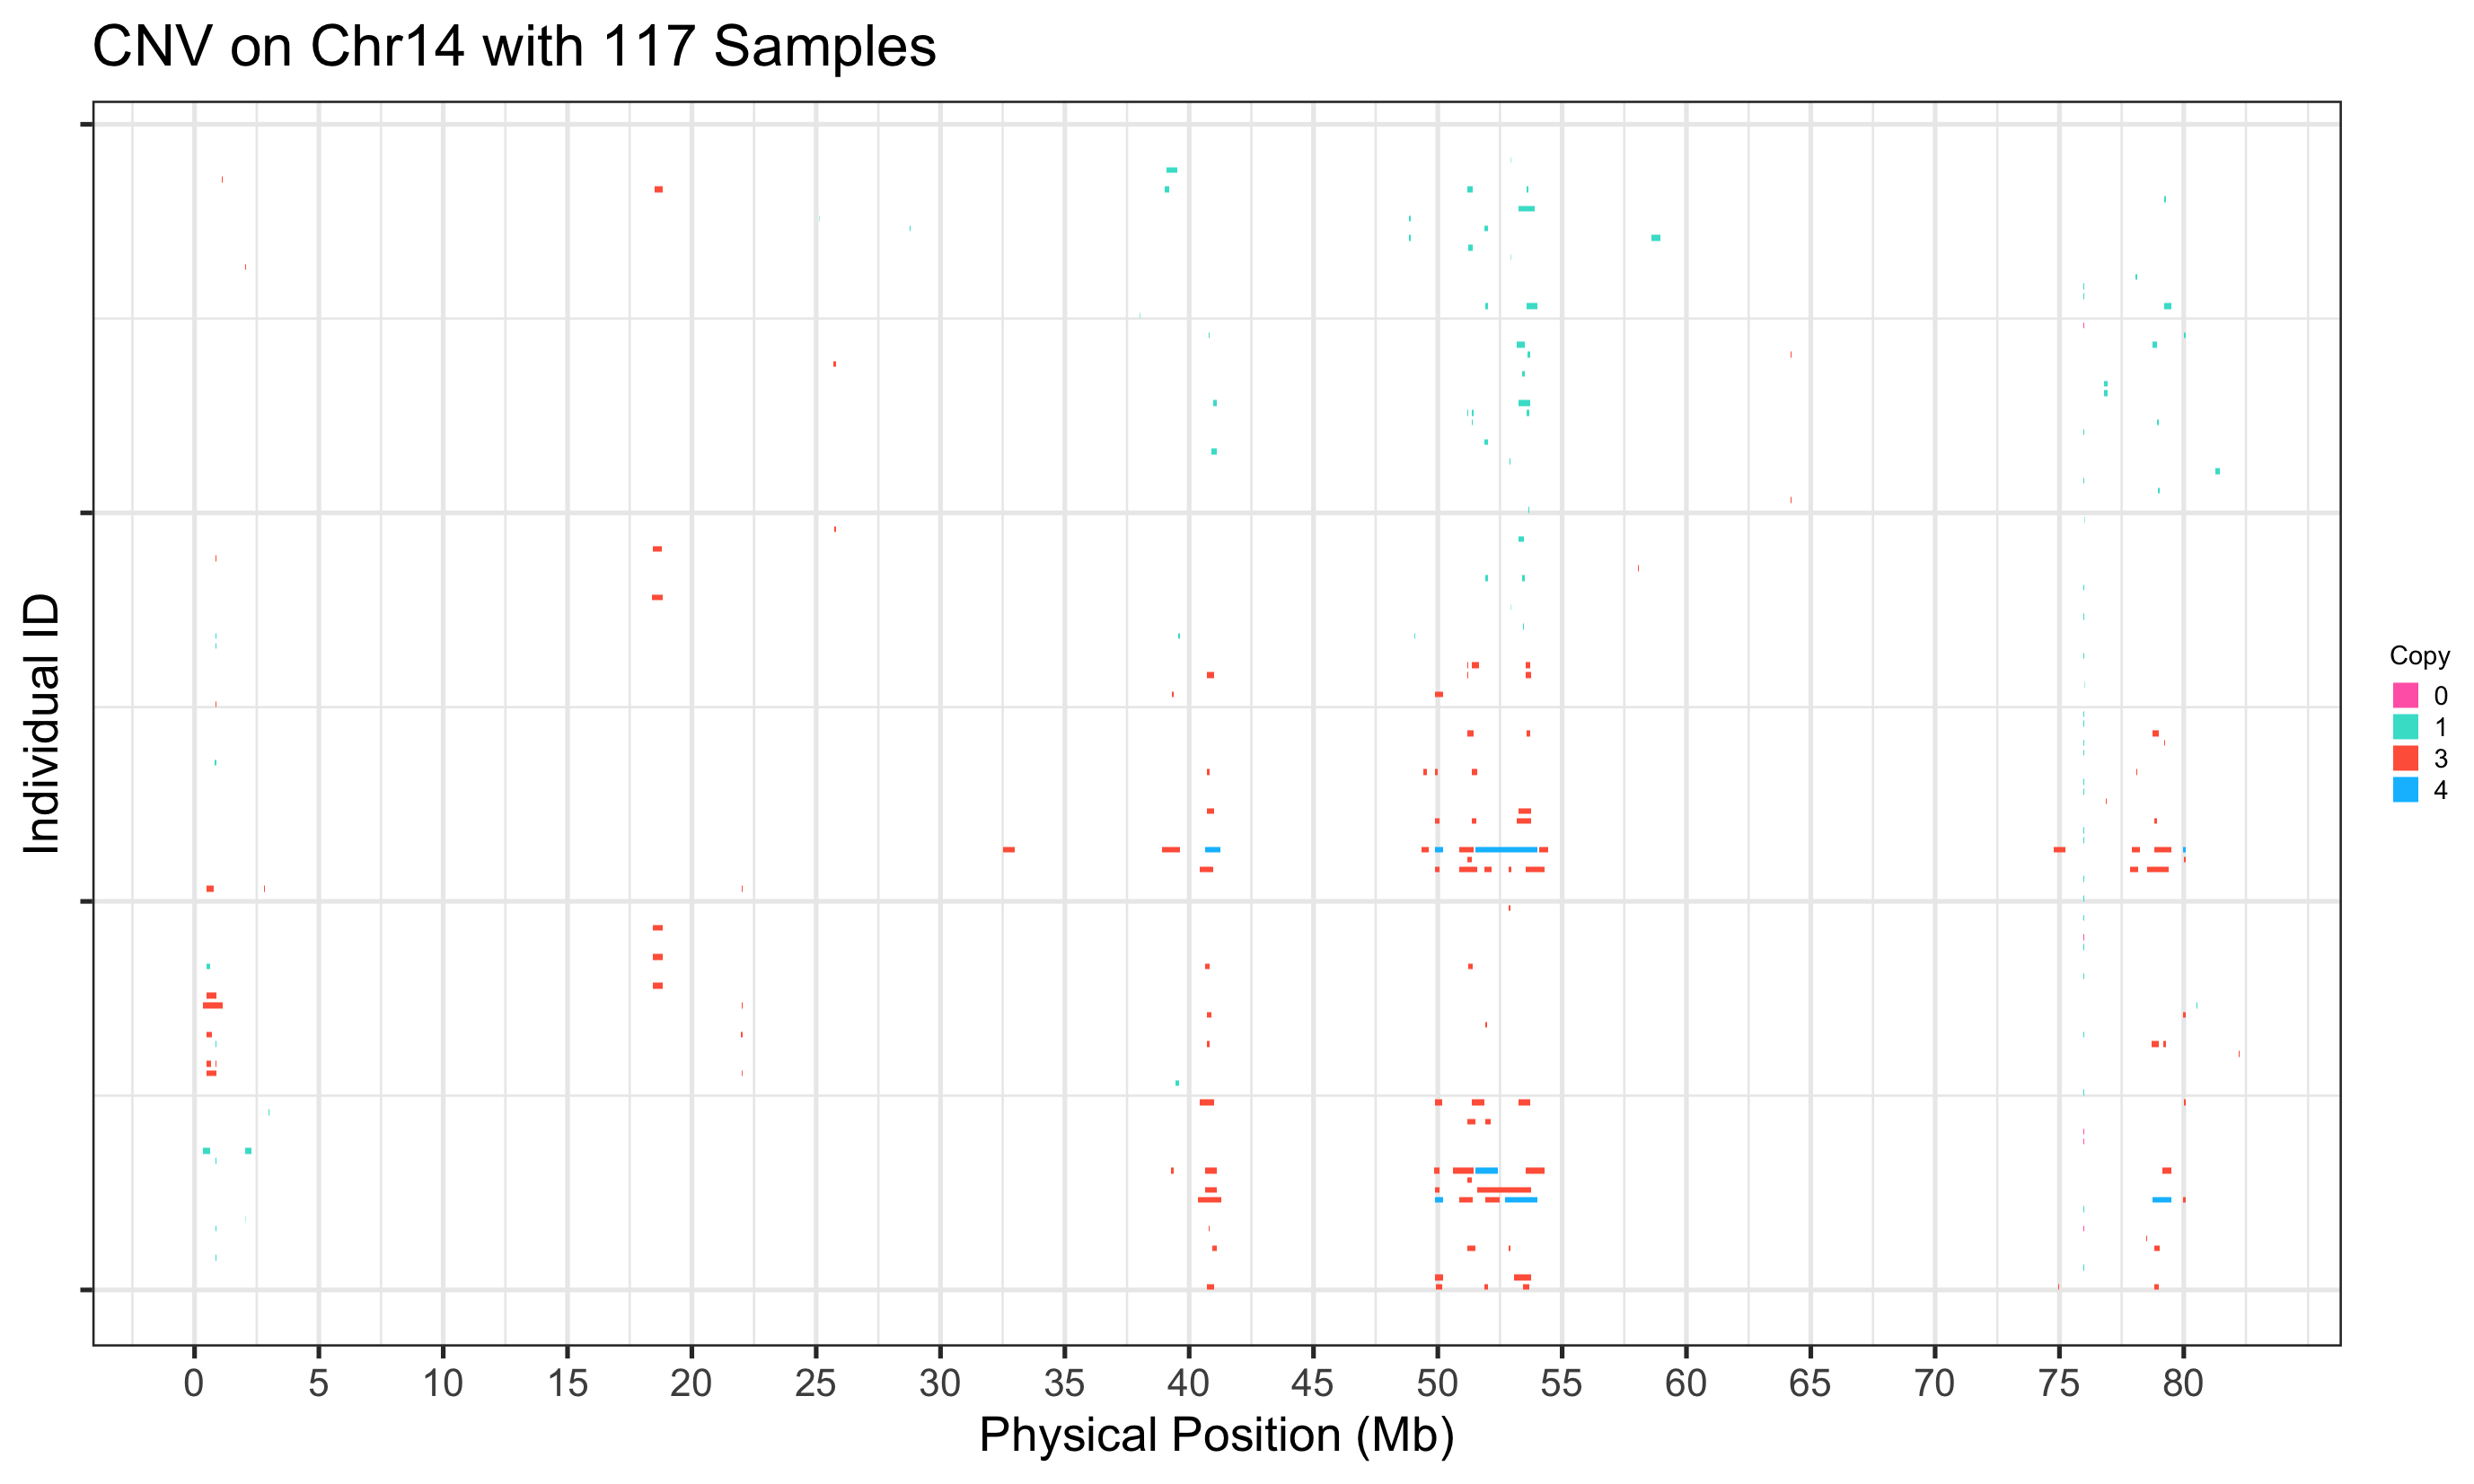 CNV on Chr14 with 117 Samples
Individual ID
Copy
0
1
3
4
0 5 10 15 20 25 30 35 40 45 50 55 60 65 70 75 80
Physical Position (Mb)